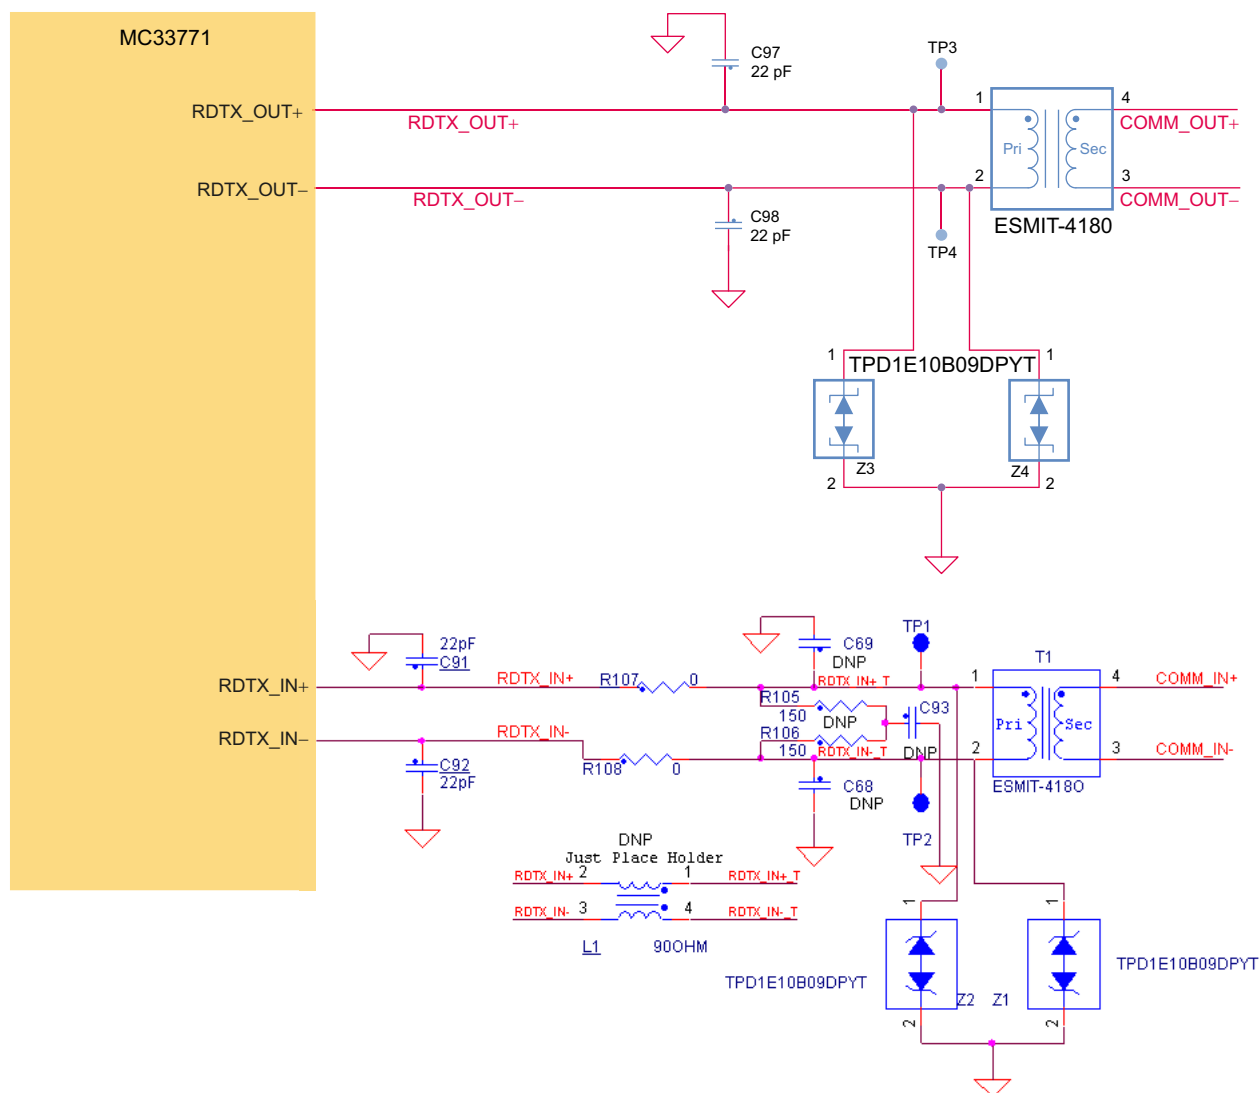 MC33771
C97
22 pF
TP3
RDTX_OUT+
RDTX_OUT+
1
4
COMM_OUT+
Pri
Sec
RDTX_OUT−
RDTX_OUT−
2
3
COMM_OUT−
ESMIT-4180
C98
22 pF
TP4
1
TPD1E10B09DPYT
1
Z3
Z4
2
2
22pF
C91
C69
DNP
TP1
T1
RDTX_IN+
RDTX_IN+
R107
0
RDTX_IN+_T
1
4
COMM_IN+
R105
150
DNP
C93
Pri
Sec
RDTX_IN−
RDTX_IN-
R106
150
RDTX_IN-_T
DNP
2
3
COMM_IN-
R108
0
C92
22pF
C68
DNP
ESMIT-4180
TP2
DNP
Just Place Holder
RDTX_IN+
2
1
RDTX_IN+_T
RDTX_IN-
3
4
RDTX_IN-_T
L1
90OHM
1
1
TPD1E10B09DPYT
Z2
Z1
TPD1E10B09DPYT
2
2